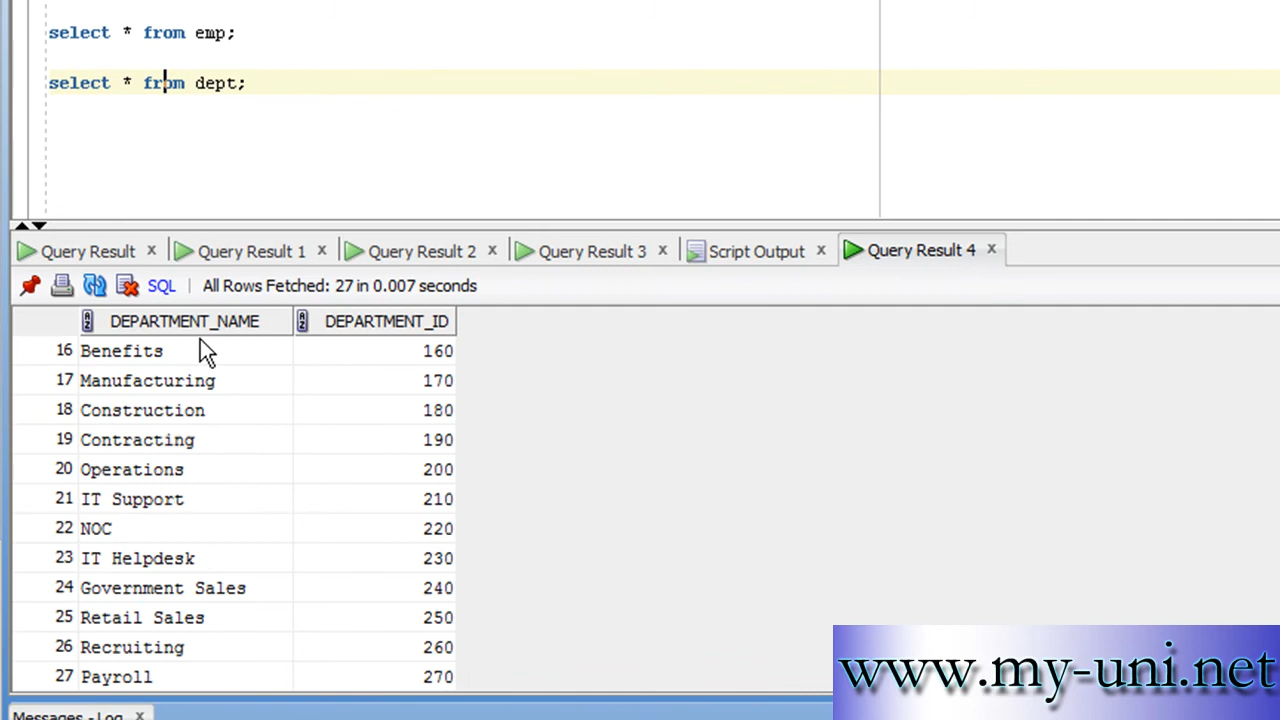 select * from emp;
select * from dept;
Query Result x Query Result 1 x Query Result 2 x Query Result 3 x Script Output x Query Result 4 x
SQL | All Rows Fetched: 27 in 0.007 seconds
DEPARTMENT_NAME DEPARTMENT_ID
16 Benefits 160
17 Manufacturing 170
18 Construction 180
19 Contracting 190
20 Operations 200
21 IT Support 210
22 NOC 220
23 IT Helpdesk 230
24 Government Sales 240
25 Retail Sales 250
26 Recruiting 260
27 Payroll 270
www.my-uni.net
Messages - Log x